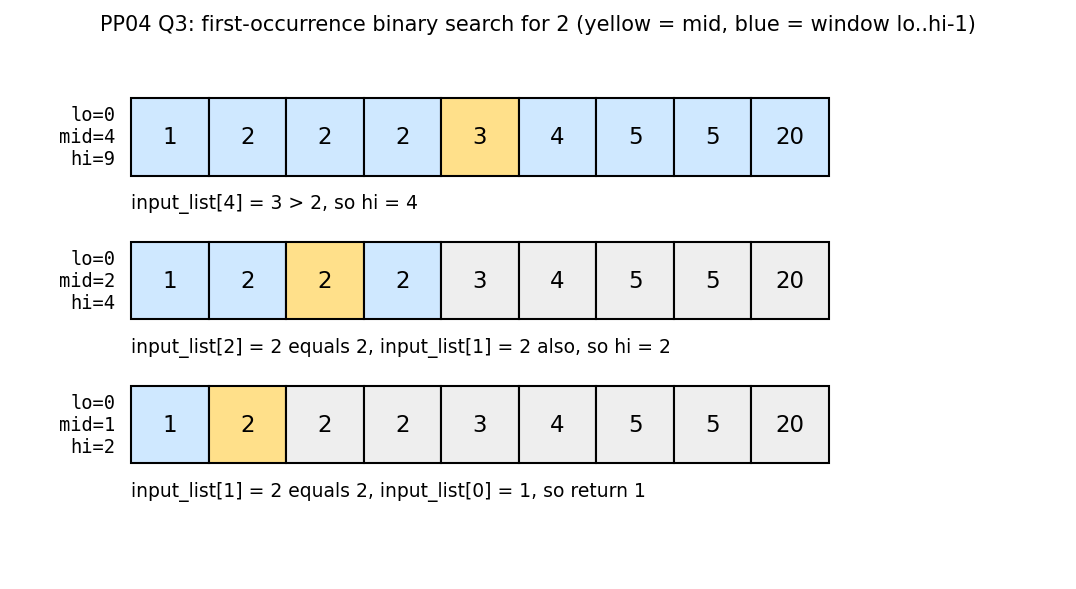 PP04 Q3: first-occurrence binary search for 2 (yellow = mid, blue = window lo..hi-1)
lo=0
mid=4
hi=9
1 2 2 2 3 4 5 5 20
input_list[4] = 3 > 2, so hi = 4
lo=0
mid=2
hi=4
1 2 2 2 3 4 5 5 20
input_list[2] = 2 equals 2, input_list[1] = 2 also, so hi = 2
lo=0
mid=1
hi=2
1 2 2 2 3 4 5 5 20
input_list[1] = 2 equals 2, input_list[0] = 1, so return 1